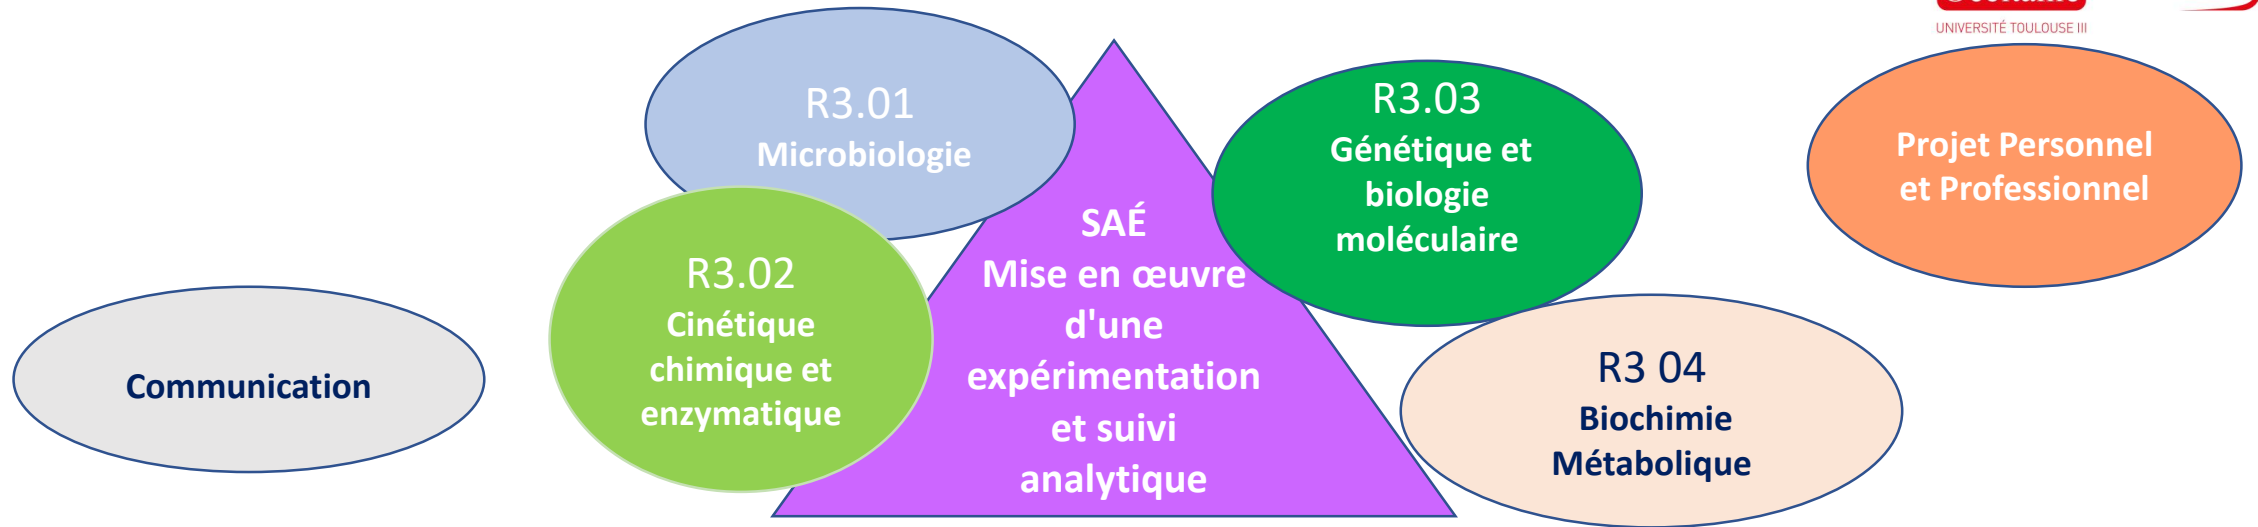 UNIVERSITÉ TOULOUSE III
R3.01
Microbiologie
R3.03
Génétique et
biologie
moléculaire
Projet Personnel
et Professionnel
SAÉ
Mise en œuvre
d'une
expérimentation
et suivi
analytique
R3.02
Cinétique
chimique et
enzymatique
Communication
R3 04
Biochimie
Métabolique